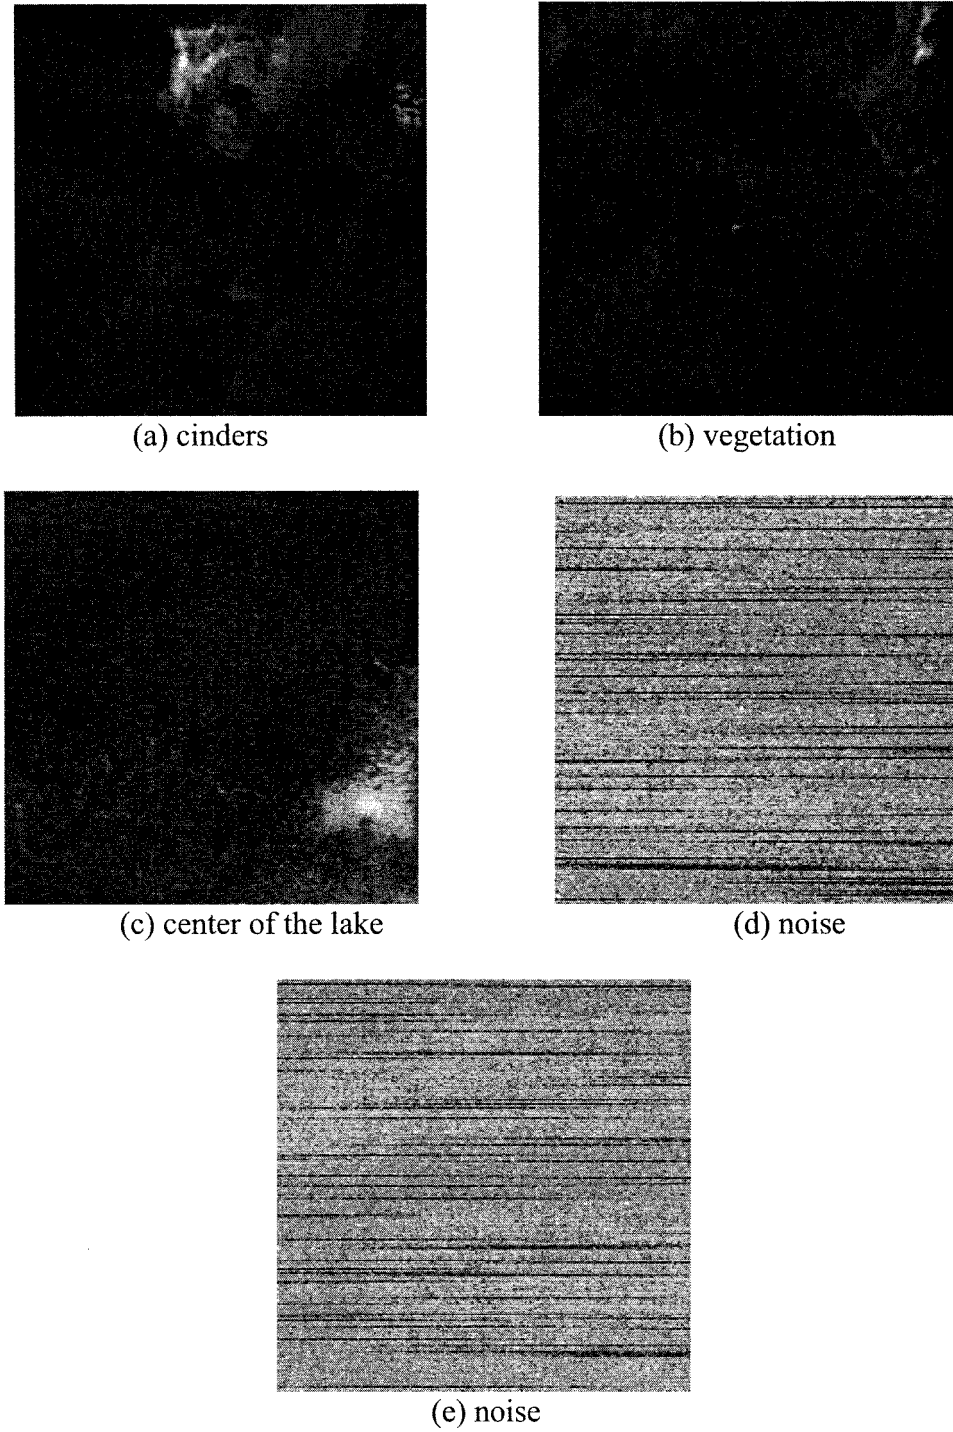 (a) cinders
(b) vegetation
(c) center of the lake
(d) noise
(e) noise